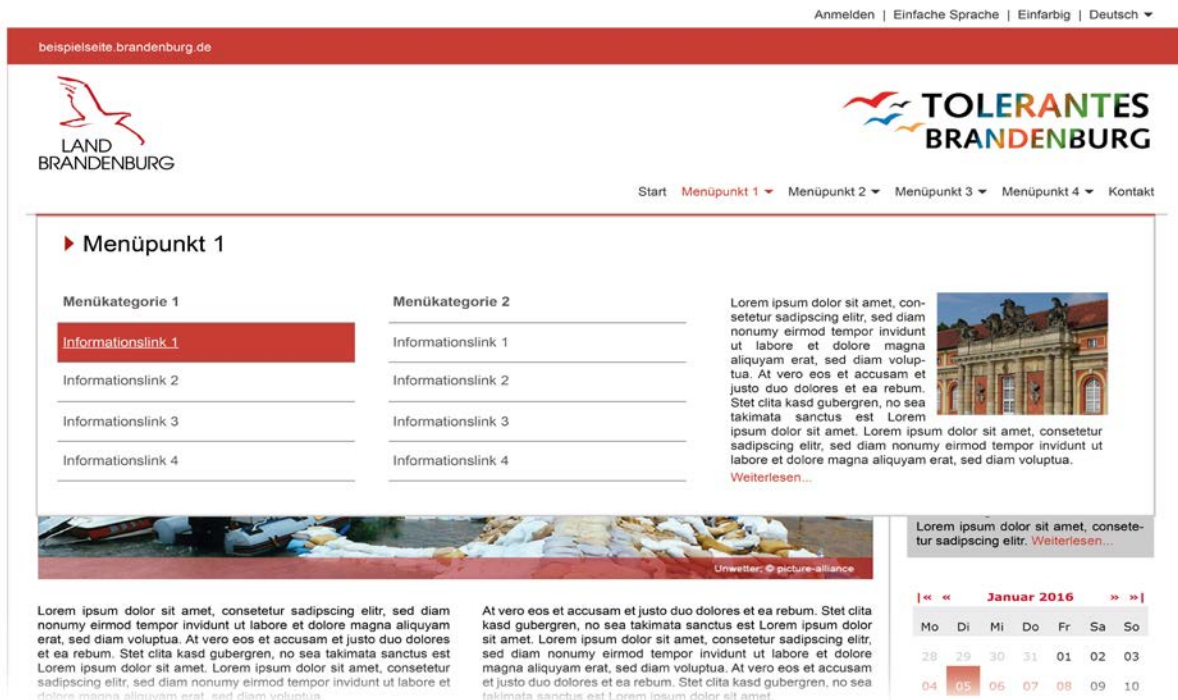 Anmelden | Einfache Sprache | Einfarbig | Deutsch
beispielseite.brandenburg.de
LAND
BRANDENBURG
TOLERANTES
BRANDENBURG
Start Menüpunkt 1 Menüpunkt 2 Menüpunkt 3 Menüpunkt 4 Kontakt
Menüpunkt 1
Menükategorie 1
Informationslink 1
Informationslink 2
Informationslink 3
Informationslink 4
Menükategorie 2
Informationslink 1
Informationslink 2
Informationslink 3
Informationslink 4
Lorem ipsum dolor sit amet, con-
setetur sadipscing elitr, sed diam
nonumy eirmod tempor invidunt
ut labore et dolore magna
aliquyam erat, sed diam volup-
tua. At vero eos et accusam et
justo duo dolores et ea rebum.
Stet clita kasd gubergren, no sea
takimata sanctus est Lorem
ipsum dolor sit amet. Lorem ipsum dolor sit amet, consetetur
sadipscing elitr, sed diam nonumy eirmod tempor invidunt ut
labore et dolore magna aliquyam erat, sed diam voluptua.
Weiterlesen...
Unwetter; © picture-alliance
Lorem ipsum dolor sit amet, consetetur sadipscing elitr, sed diam
nonumy eirmod tempor invidunt ut labore et dolore magna aliquyam
erat, sed diam voluptua. At vero eos et accusam et justo duo dolores
et ea rebum. Stet clita kasd gubergren, no sea takimata sanctus est
Lorem ipsum dolor sit amet. Lorem ipsum dolor sit amet, consetetur
sadipscing elitr, sed diam nonumy eirmod tempor invidunt ut labore et
dolore magna aliquyam erat, sed diam voluptua.
At vero eos et accusam et justo duo dolores et ea rebum. Stet clita
kasd gubergren, no sea takimata sanctus est Lorem ipsum dolor
sit amet. Lorem ipsum dolor sit amet, consetetur sadipscing elitr,
sed diam nonumy eirmod tempor invidunt ut labore et dolore
magna aliquyam erat, sed diam voluptua. At vero eos et accusam
et justo duo dolores et ea rebum. Stet clita kasd gubergren, no sea
takimata sanctus est Lorem ipsum dolor sit amet.
Lorem ipsum dolor sit amet, consete-
tur sadipscing elitr. Weiterlesen...
|« « Januar 2016 » »|
Mo Di Mi Do Fr Sa So
28 29 30 31 01 02 03
04 05 06 07 08 09 10